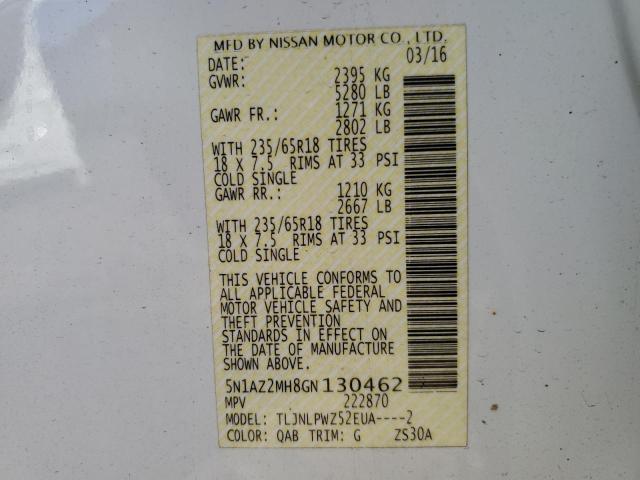 MFD BY NISSAN MOTOR CO., LTD.
DATE: 03/16
GVWR: 2395 KG
5280 LB
GAWR FR.: 1271 KG
2802 LB
WITH 235/65R18 TIRES
18 X 7.5 RIMS AT 33 PSI
COLD SINGLE
GAWR RR.: 1210 KG
2667 LB
WITH 235/65R18 TIRES
18 X 7.5 RIMS AT 33 PSI
COLD SINGLE
THIS VEHICLE CONFORMS TO
ALL APPLICABLE FEDERAL
MOTOR VEHICLE SAFETY AND
THEFT PREVENTION
STANDARDS IN EFFECT ON
THE DATE OF MANUFACTURE
SHOWN ABOVE.
5N1AZ2MH8GN130462
MPV 222870
MODEL: TLJNLPWZ52EUA----2
COLOR: QAB TRIM: G ZS30A